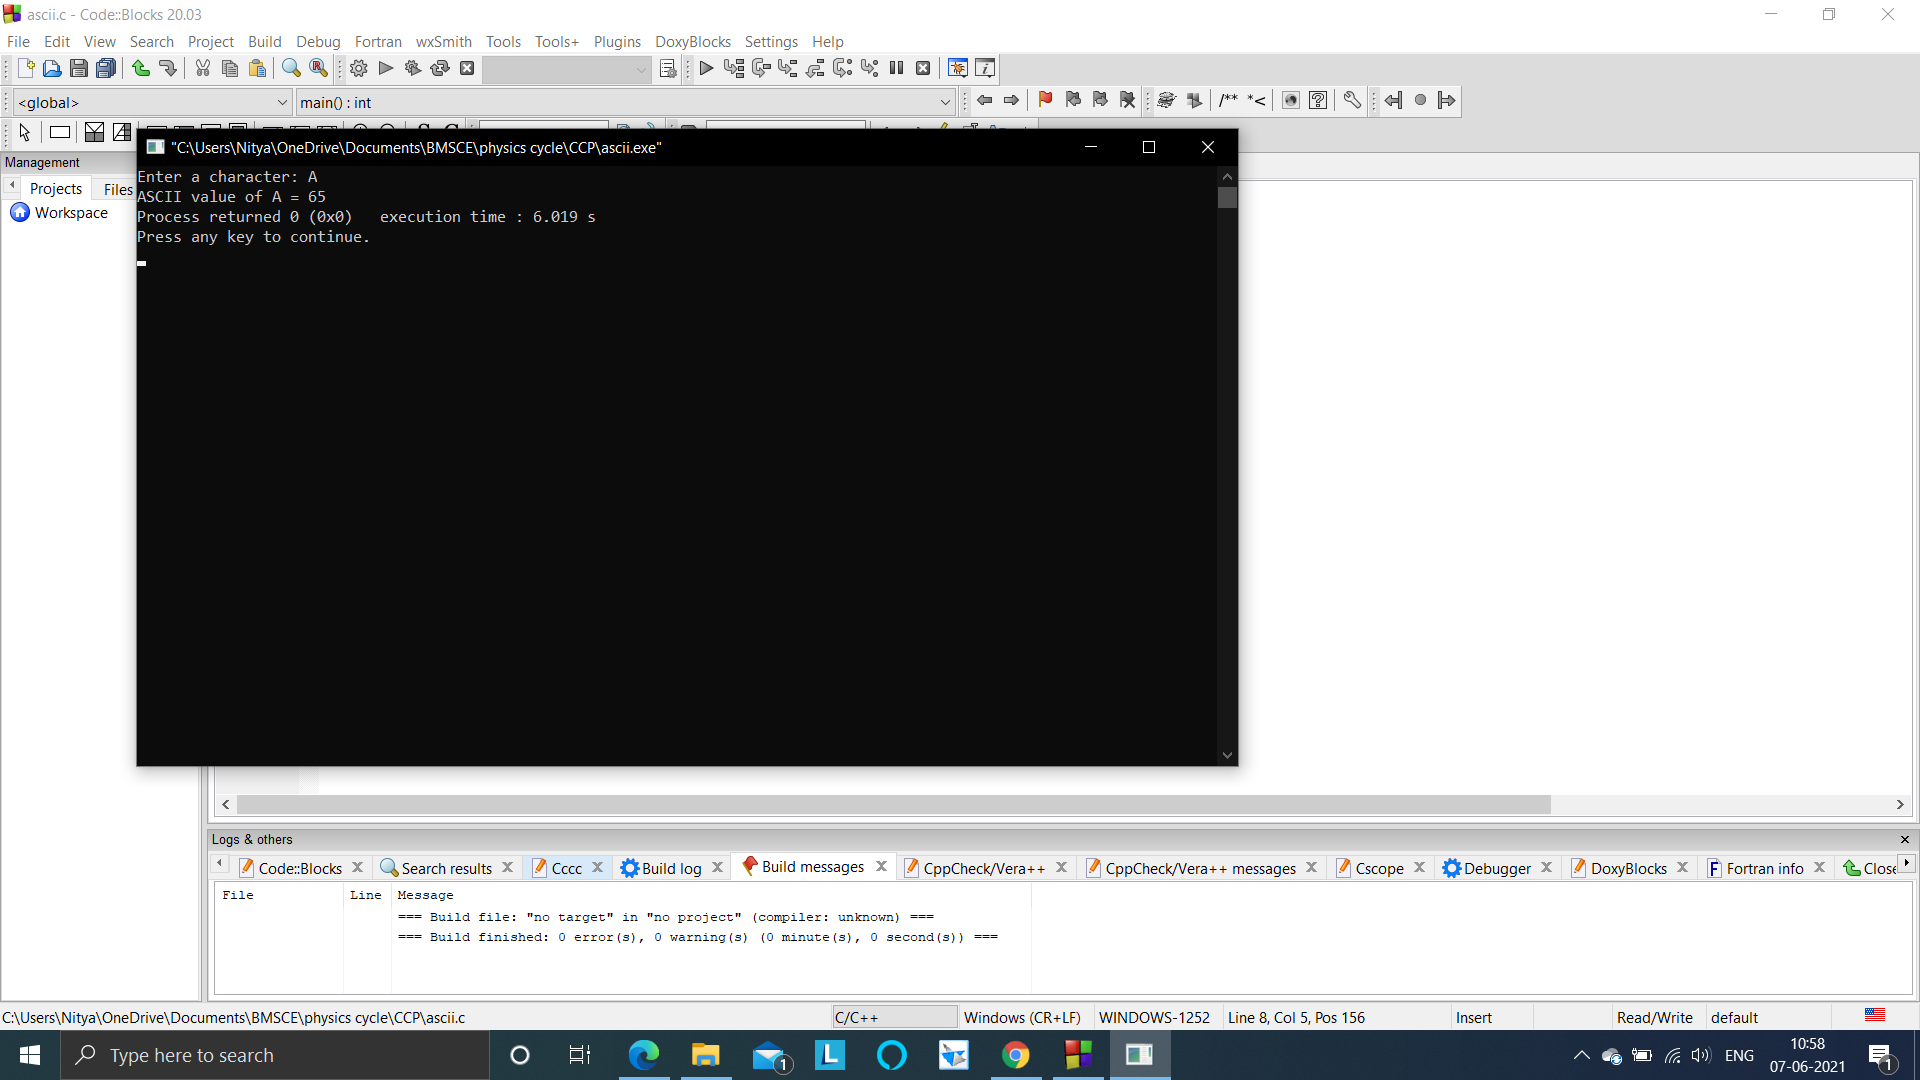 ascii.c - Code::Blocks 20.03
File Edit View Search Project Build Debug Fortran wxSmith Tools Tools+ Plugins DoxyBlocks Settings Help
<global> main() : int /** *<
Management
"C:\Users\Nitya\OneDrive\Documents\BMSCE\physics cycle\CCP\ascii.exe"
Projects Files
Workspace
Enter a character: A
ASCII value of A = 65
Process returned 0 (0x0)   execution time : 6.019 s
Press any key to continue.
Logs & others
Code::Blocks Search results Cccc Build log Build messages CppCheck/Vera++ CppCheck/Vera++ messages Cscope Debugger DoxyBlocks Fortran info Close
File Line Message
=== Build file: "no target" in "no project" (compiler: unknown) ===
=== Build finished: 0 error(s), 0 warning(s) (0 minute(s), 0 second(s)) ===
C:\Users\Nitya\OneDrive\Documents\BMSCE\physics cycle\CCP\ascii.c C/C++ Windows (CR+LF) WINDOWS-1252 Line 8, Col 5, Pos 156 Insert Read/Write default
Type here to search 1 L ENG 10:58 1
07-06-2021